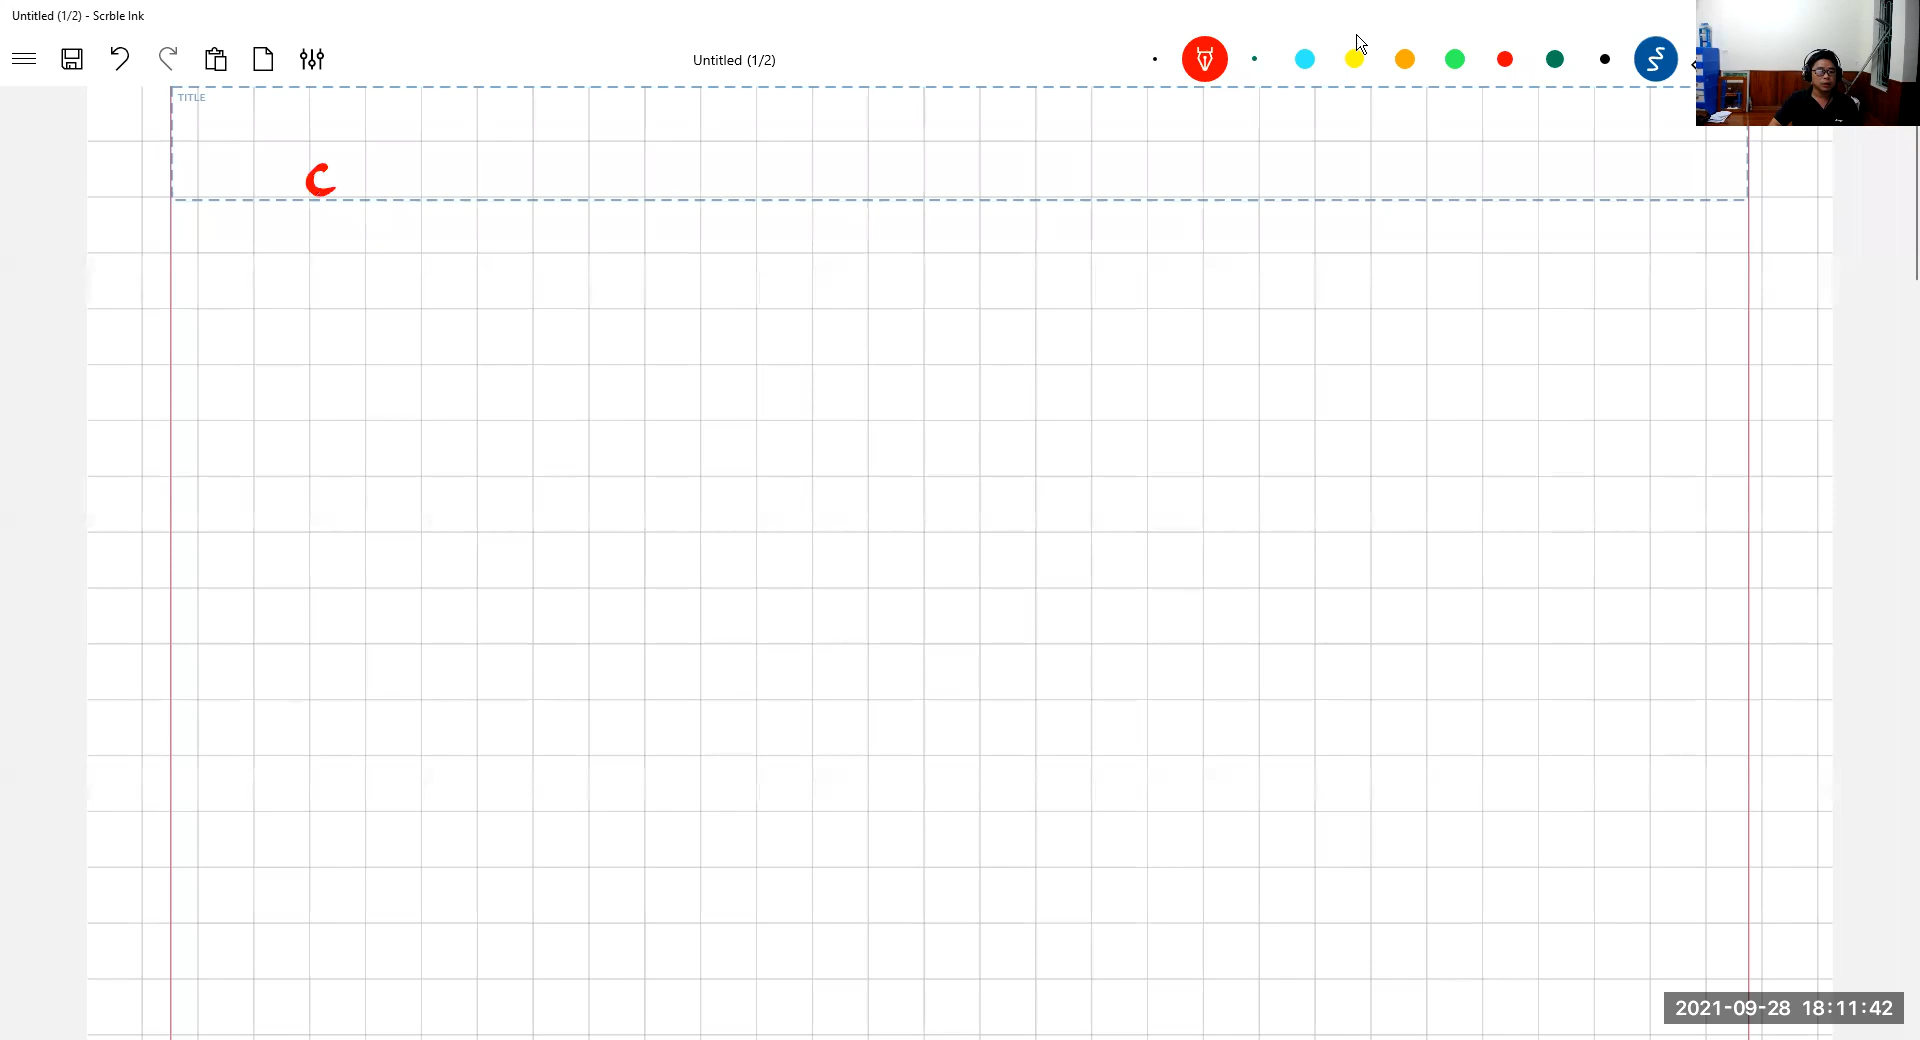 Untitled (1/2) - Scrble Ink
Untitled (1/2)
TITLE
C
2021-09-28 18:11:42